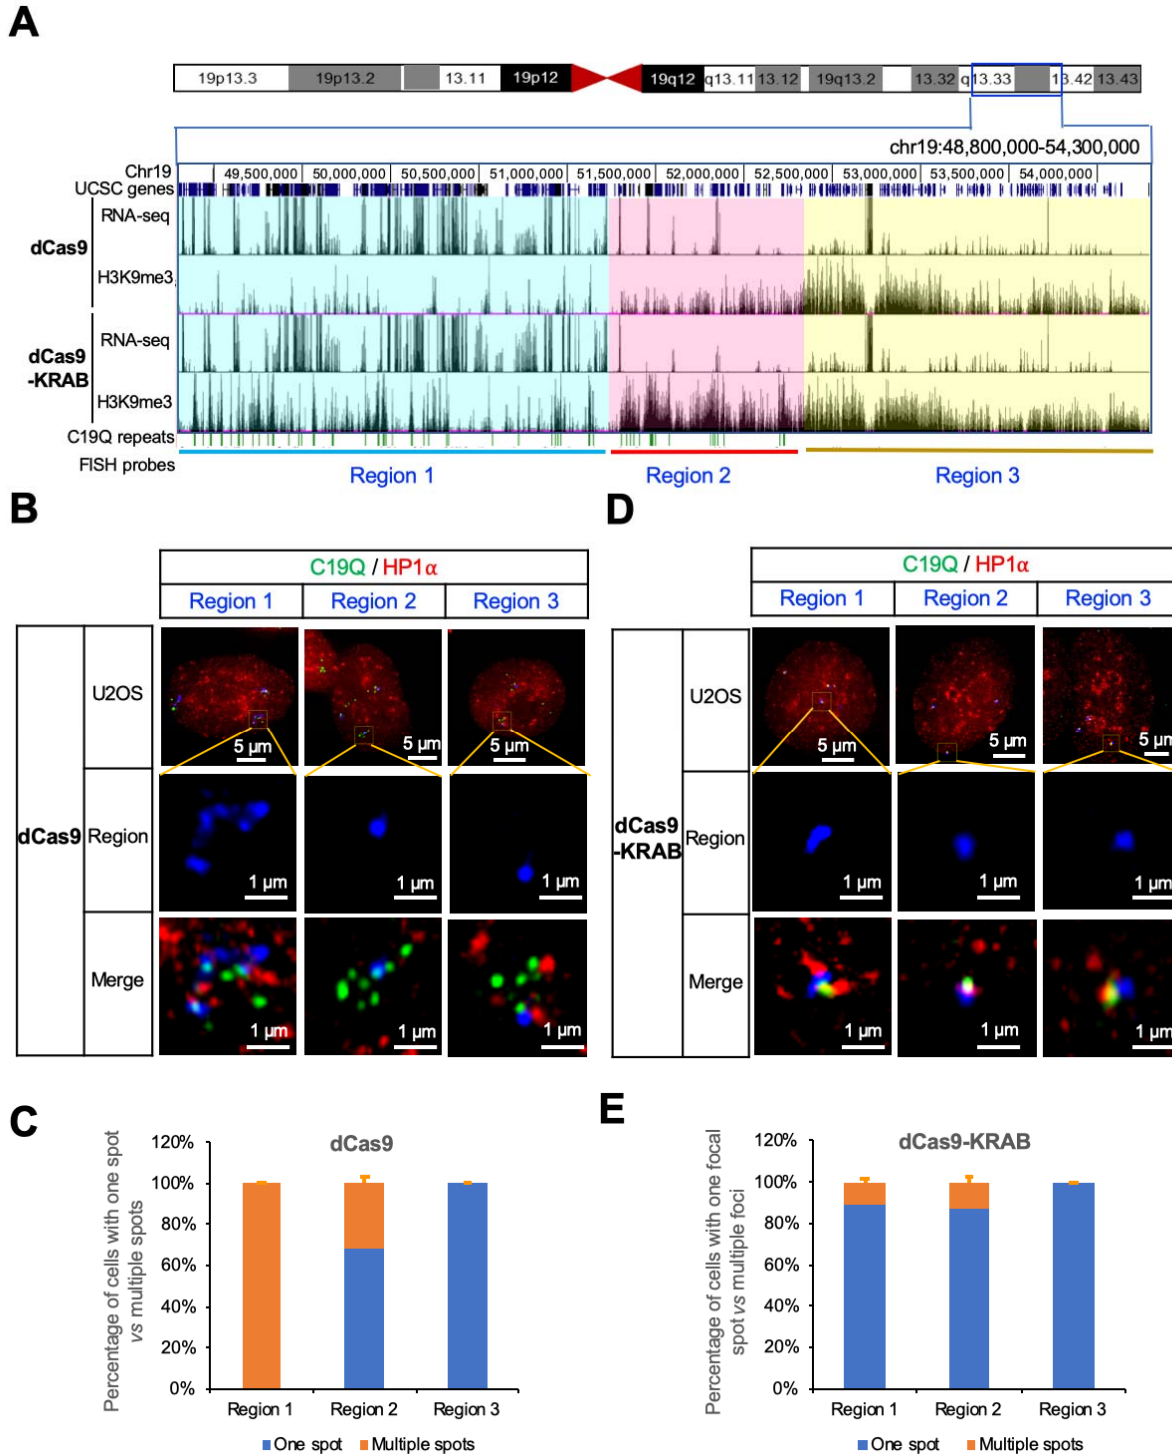 A
19p13.3 19p13.2 13.11 19p12 19q12 q13.11 13.12 19q13.2 13.32 q13.33 13.42 13.43
chr19:48,800,000-54,300,000
Chr19 49,500,000 50,000,000 50,500,000 51,000,000 51,500,000 52,000,000 52,500,000 53,000,000 53,500,000 54,000,000
UCSC genes
RNA-seq
dCas9
H3K9me3
RNA-seq
dCas9
-KRAB
H3K9me3
C19Q repeats
FISH probes
Region 1 Region 2 Region 3
B
C19Q / HP1α
Region 1 Region 2 Region 3
dCas9
U2OS
5 μm 5 μm 5 μm
Region
1 μm 1 μm 1 μm
Merge
1 μm 1 μm 1 μm
D
C19Q / HP1α
Region 1 Region 2 Region 3
dCas9
-KRAB
U2OS
5 μm 5 μm 5 μm
Region
1 μm 1 μm 1 μm
Merge
1 μm 1 μm 1 μm
C
dCas9
Percentage of cells with one spot
vs multiple spots
120%
100%
80%
60%
40%
20%
0%
Region 1 Region 2 Region 3
One spot Multiple spots
E
dCas9-KRAB
Percentage of cells with one focal
spot vs multiple foci
120%
100%
80%
60%
40%
20%
0%
Region 1 Region 2 Region 3
One spot Multiple spots